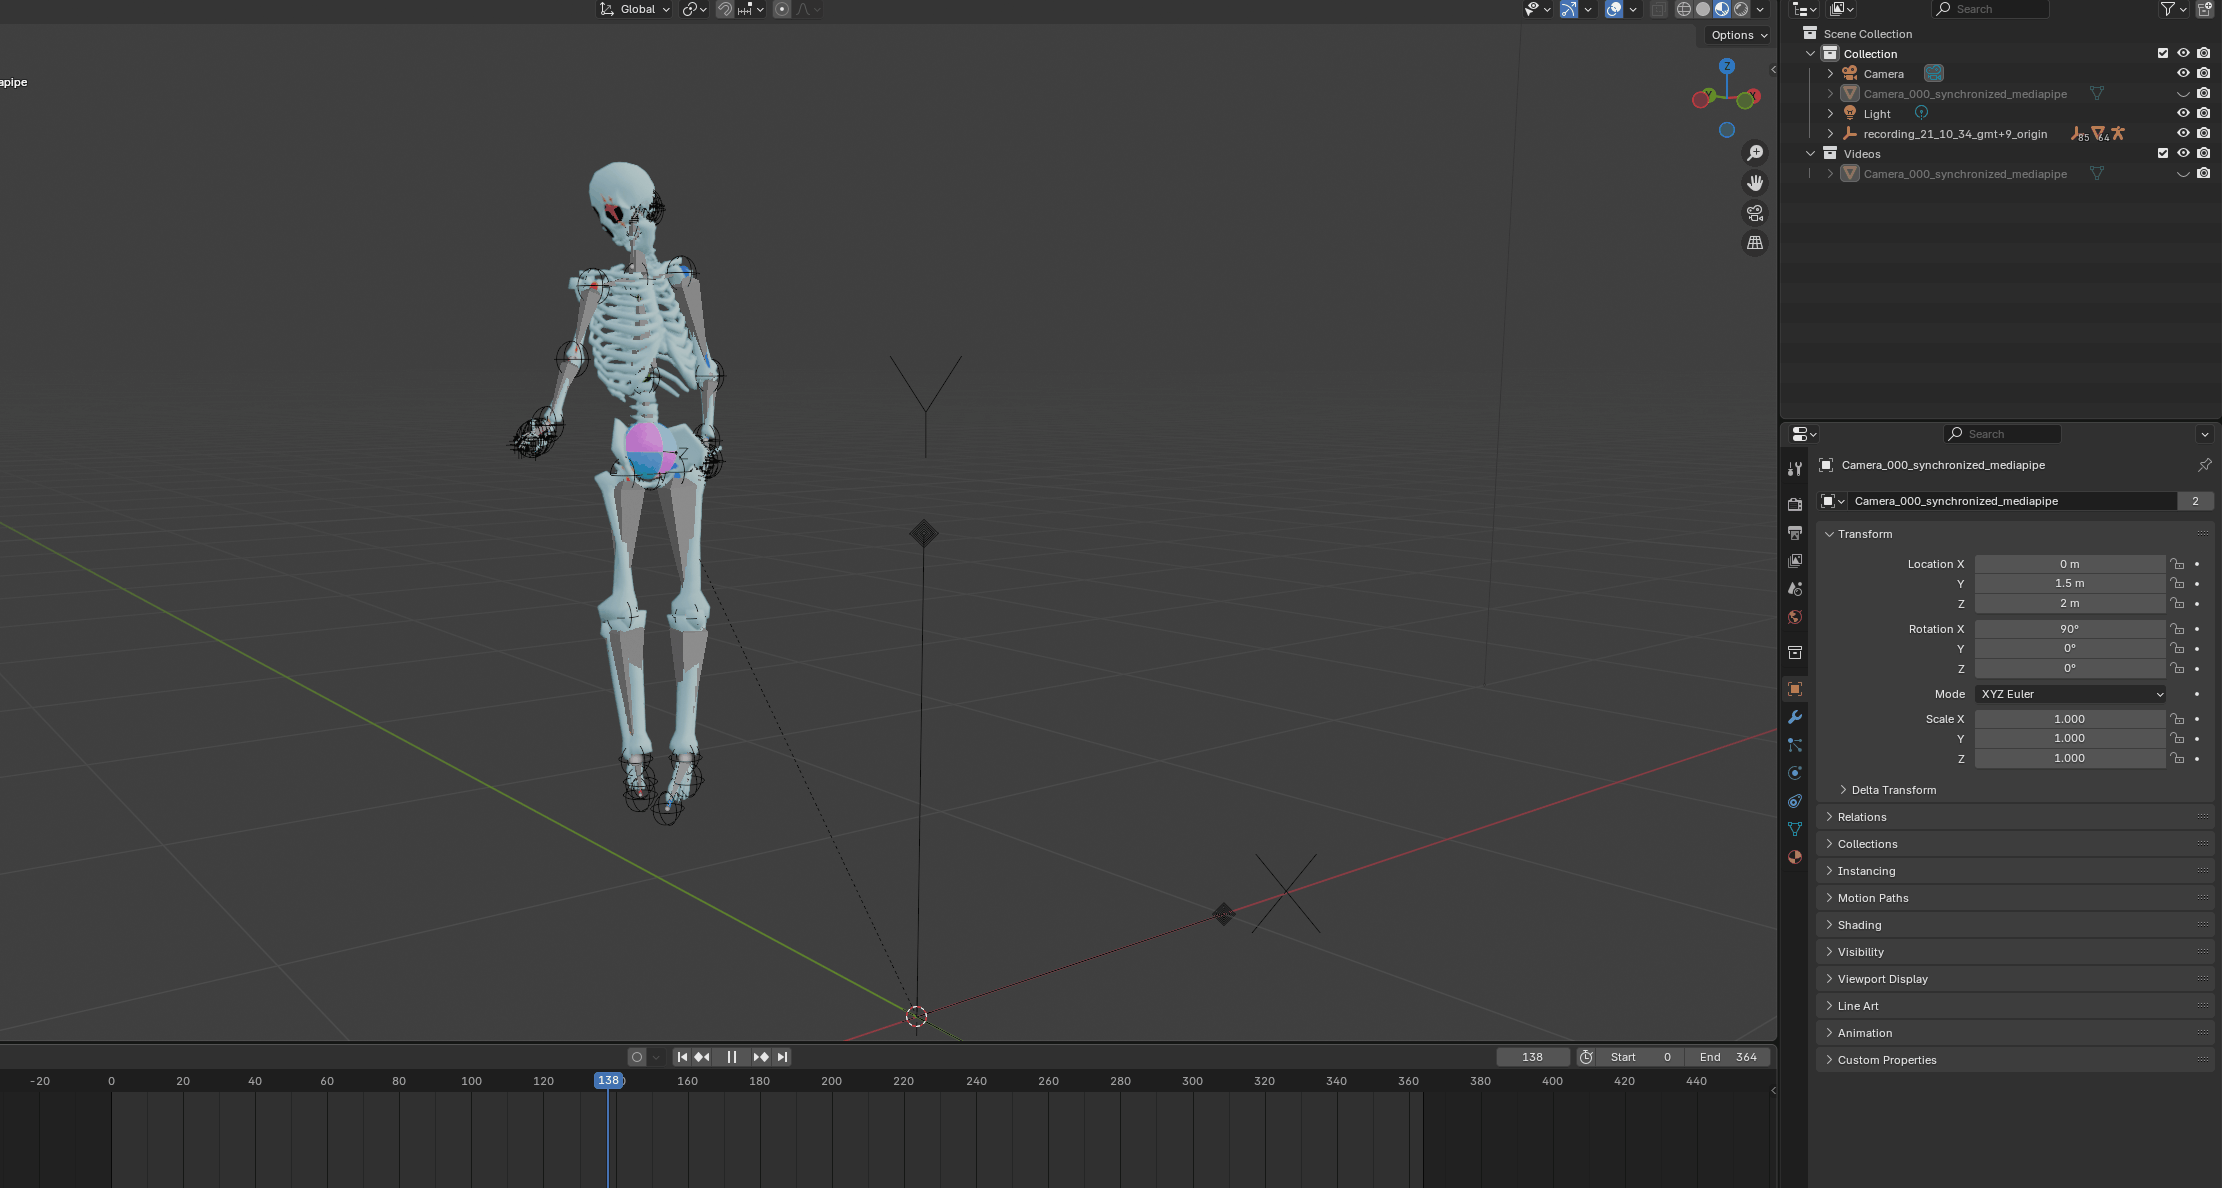 Global
Options
Search
Scene Collection
Collection
Camera
Camera_000_synchronized_mediapipe
Light
recording_21_10_34_gmt+9_origin
85
64
Videos
Camera_000_synchronized_mediapipe
apipe
Z
Y
X
Z
Search
Camera_000_synchronized_mediapipe
Camera_000_synchronized_mediapipe 2
Transform
Location X 0 m
Y 1.5 m
Z 2 m
Rotation X 90°
Y 0°
Z 0°
Mode XYZ Euler
Scale X 1.000
Y 1.000
Z 1.000
Delta Transform
Relations
Collections
Instancing
Motion Paths
Shading
Visibility
Viewport Display
Line Art
Animation
Custom Properties
138 Start 0 End 364
-20 0 20 40 60 80 100 120 138 160 180 200 220 240 260 280 300 320 340 360 380 400 420 440